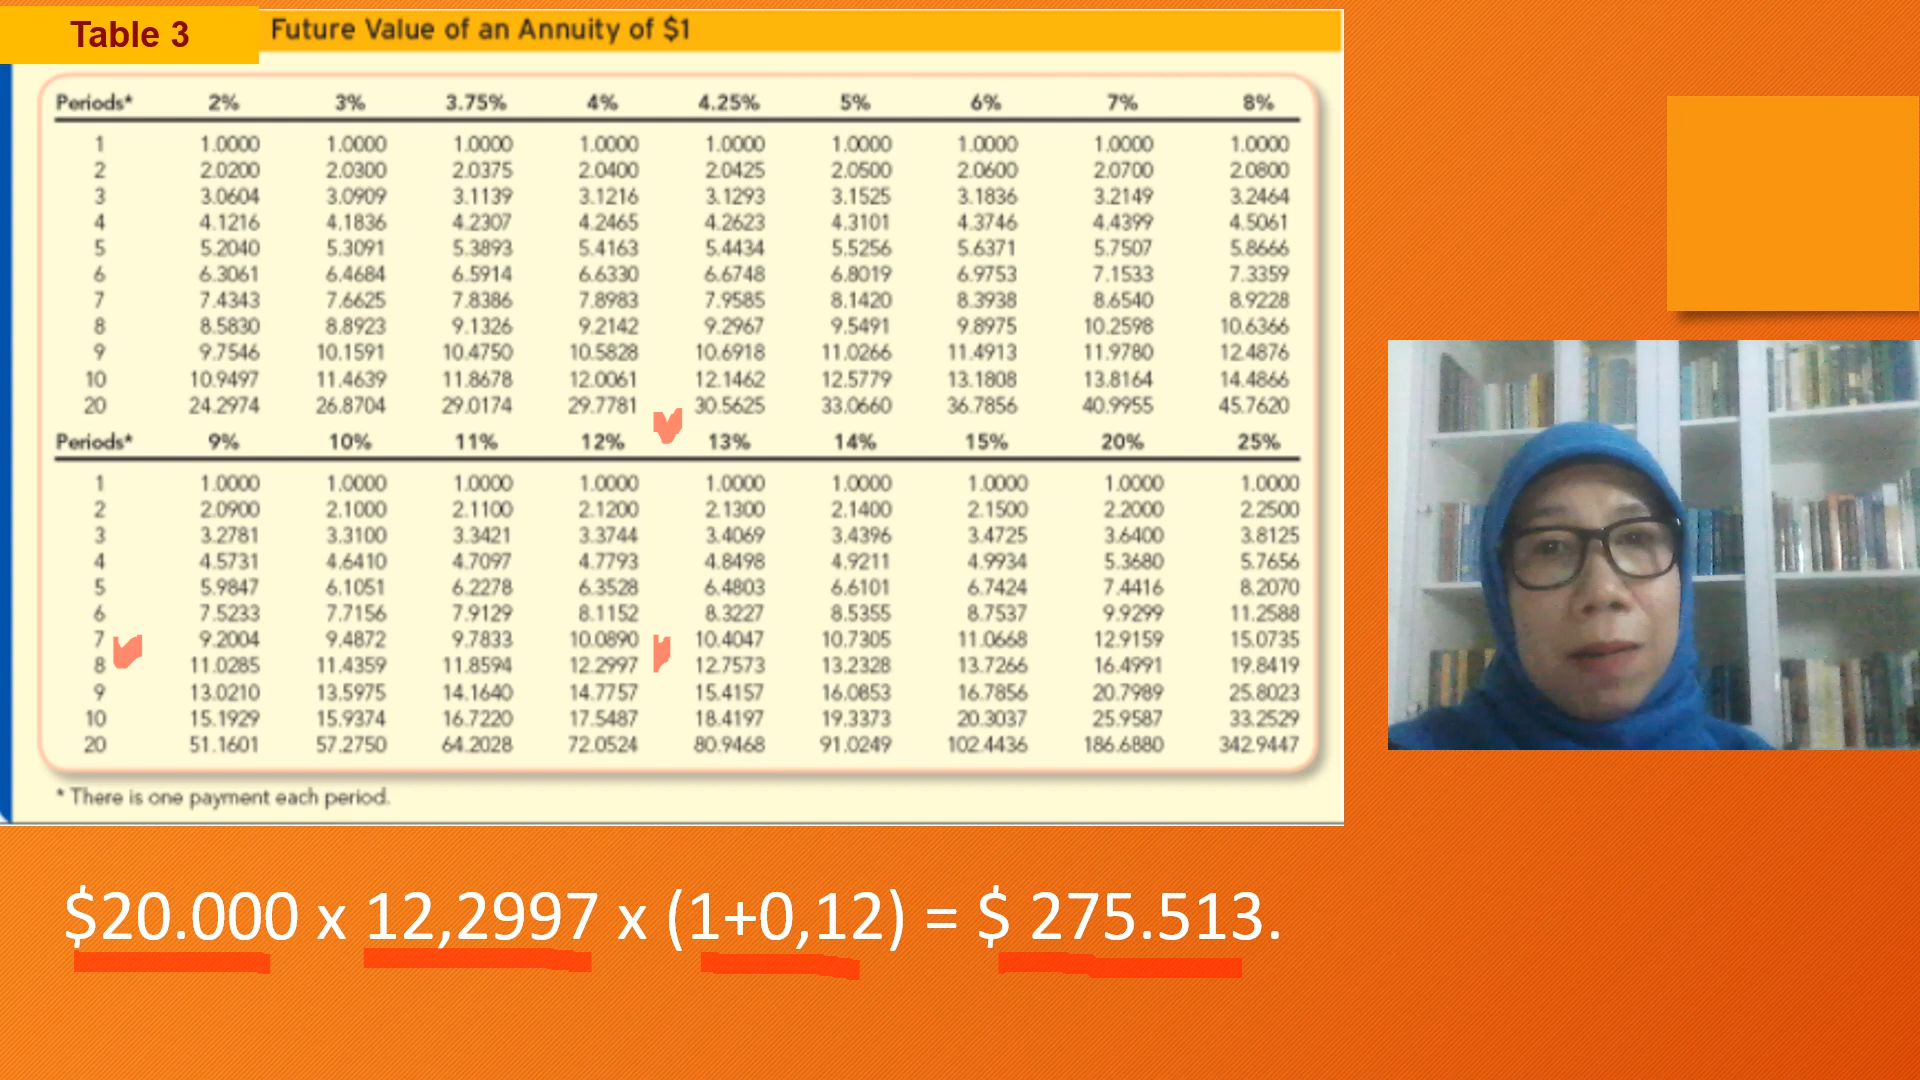 Table 3
Future Value of an Annuity of $1
Periods* 2% 3% 3.75% 4% 4.25% 5% 6% 7% 8%
1 1.0000 1.0000 1.0000 1.0000 1.0000 1.0000 1.0000 1.0000 1.0000
2 2.0200 2.0300 2.0375 2.0400 2.0425 2.0500 2.0600 2.0700 2.0800
3 3.0604 3.0909 3.1139 3.1216 3.1293 3.1525 3.1836 3.2149 3.2464
4 4.1216 4.1836 4.2307 4.2465 4.2623 4.3101 4.3746 4.4399 4.5061
5 5.2040 5.3091 5.3893 5.4163 5.4434 5.5256 5.6371 5.7507 5.8666
6 6.3061 6.4684 6.5914 6.6330 6.6748 6.8019 6.9753 7.1533 7.3359
7 7.4343 7.6625 7.8386 7.8983 7.9585 8.1420 8.3938 8.6540 8.9228
8 8.5830 8.8923 9.1326 9.2142 9.2967 9.5491 9.8975 10.2598 10.6366
9 9.7546 10.1591 10.4750 10.5828 10.6918 11.0266 11.4913 11.9780 12.4876
10 10.9497 11.4639 11.8678 12.0061 12.1462 12.5779 13.1808 13.8164 14.4866
20 24.2974 26.8704 29.0174 29.7781 30.5625 33.0660 36.7856 40.9955 45.7620
Periods* 9% 10% 11% 12% 13% 14% 15% 20% 25%
1 1.0000 1.0000 1.0000 1.0000 1.0000 1.0000 1.0000 1.0000 1.0000
2 2.0900 2.1000 2.1100 2.1200 2.1300 2.1400 2.1500 2.2000 2.2500
3 3.2781 3.3100 3.3421 3.3744 3.4069 3.4396 3.4725 3.6400 3.8125
4 4.5731 4.6410 4.7097 4.7793 4.8498 4.9211 4.9934 5.3680 5.7656
5 5.9847 6.1051 6.2278 6.3528 6.4803 6.6101 6.7424 7.4416 8.2070
6 7.5233 7.7156 7.9129 8.1152 8.3227 8.5355 8.7537 9.9299 11.2588
7 9.2004 9.4872 9.7833 10.0890 10.4047 10.7305 11.0668 12.9159 15.0735
8 11.0285 11.4359 11.8594 12.2997 12.7573 13.2328 13.7266 16.4991 19.8419
9 13.0210 13.5975 14.1640 14.7757 15.4157 16.0853 16.7856 20.7989 25.8023
10 15.1929 15.9374 16.7220 17.5487 18.4197 19.3373 20.3037 25.9587 33.2529
20 51.1601 57.2750 64.2028 72.0524 80.9468 91.0249 102.4436 186.6880 342.9447
* There is one payment each period.
$20.000 x 12,2997 x (1+0,12) = $ 275.513.